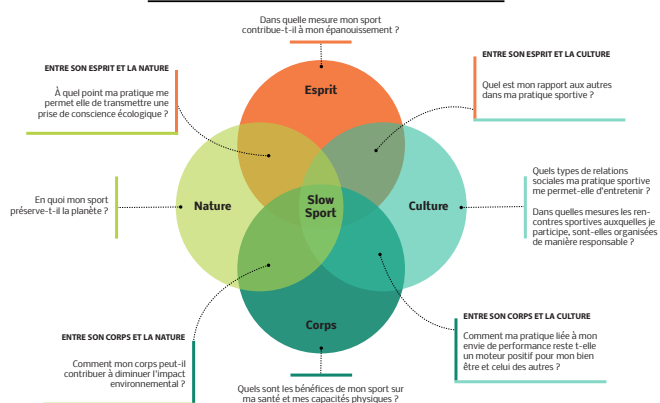 Dans quelle mesure mon sport
contribue-t-il à mon épanouissement ?
ENTRE SON ESPRIT ET LA NATURE
À quel point ma pratique me
permet elle de transmettre une
prise de conscience écologique ?
ENTRE SON ESPRIT ET LA CULTURE
Quel est mon rapport aux autres
dans ma pratique sportive ?
Esprit
En quoi mon sport
préserve-t-il la planète ?
Nature
Slow
Sport
Culture
Quels types de relations
sociales ma pratique sportive
me permet-elle d'entretenir ?
Dans quelles mesures les ren-
contres sportives auxquelles je
participe, sont-elles organisées
de manière responsable ?
Corps
ENTRE SON CORPS ET LA NATURE
Comment mon corps peut-il
contribuer à diminuer l'impact
environnemental ?
ENTRE SON CORPS ET LA CULTURE
Comment ma pratique liée à mon
envie de performance reste t-elle
un moteur positif pour mon bien
être et celui des autres ?
Quels sont les bénéfices de mon sport sur
ma santé et mes capacités physiques ?